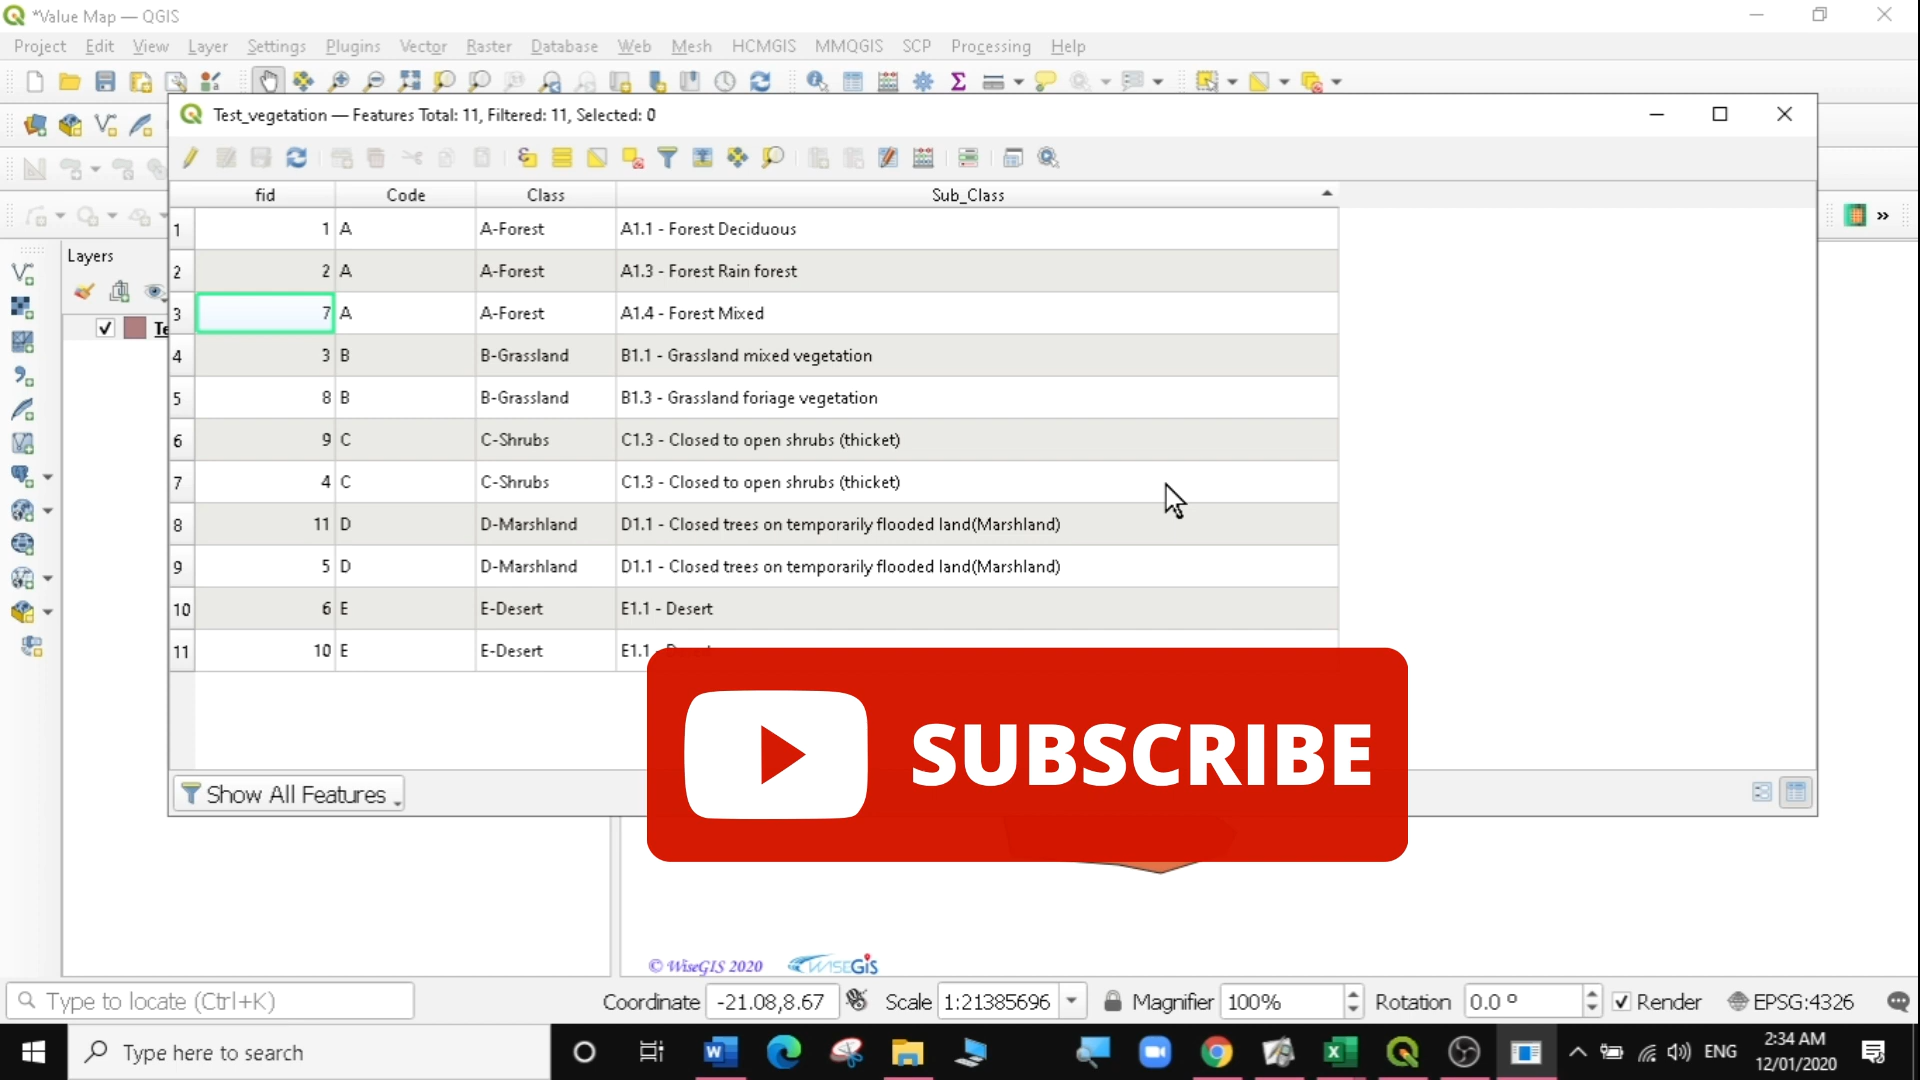 *Value Map — QGIS
Project Edit View Layer Settings Plugins Vector Raster Database Web Mesh HCMGIS MMQGIS SCP Processing Help
Test_vegetation — Features Total: 11, Filtered: 11, Selected: 0
fid Code Class Sub_Class
1 1 A A-Forest A1.1 - Forest Deciduous
2 2 A A-Forest A1.3 - Forest Rain forest
3 7 A A-Forest A1.4 - Forest Mixed
4 3 B B-Grassland B1.1 - Grassland mixed vegetation
5 8 B B-Grassland B1.3 - Grassland foriage vegetation
6 9 C C-Shrubs C1.3 - Closed to open shrubs (thicket)
7 4 C C-Shrubs C1.3 - Closed to open shrubs (thicket)
8 11 D D-Marshland D1.1 - Closed trees on temporarily flooded land(Marshland)
9 5 D D-Marshland D1.1 - Closed trees on temporarily flooded land(Marshland)
10 6 E E-Desert E1.1 - Desert
11 10 E E-Desert E1.1 -
Layers
Te
SUBSCRIBE
Show All Features
© WiseGIS 2020 WISEGIS
Type to locate (Ctrl+K) Coordinate -21.08,8.67 Scale 1:21385696 Magnifier 100% Rotation 0.0 ° Render EPSG:4326
Type here to search ENG 2:34 AM
12/01/2020